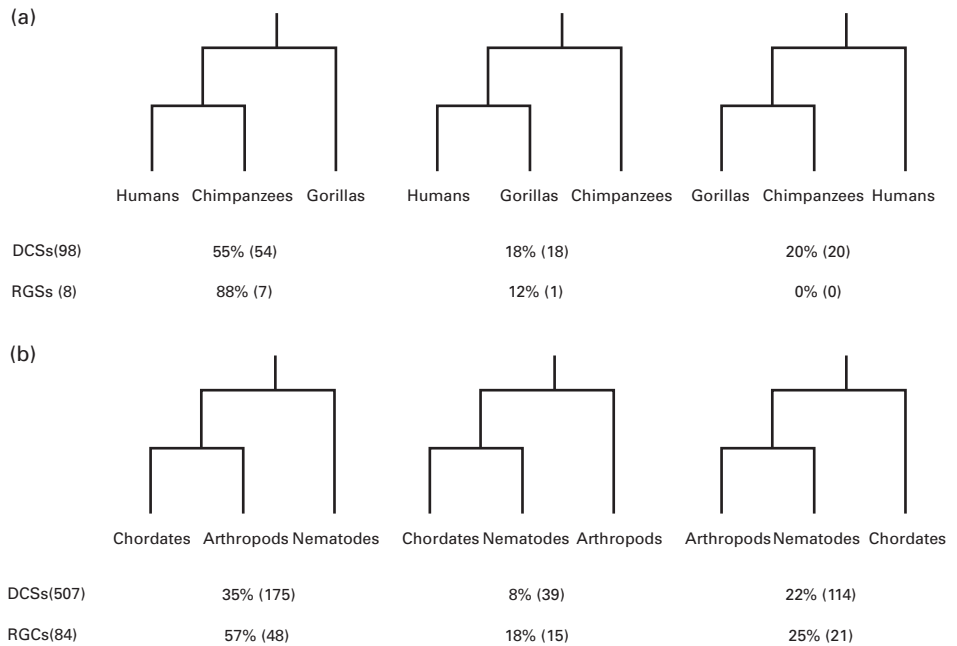 (a)
Humans Chimpanzees Gorillas Humans Gorillas Chimpanzees Gorillas Chimpanzees Humans
DCSs(98) 55% (54) 18% (18) 20% (20)
RGSs (8) 88% (7) 12% (1) 0% (0)
(b)
Chordates Arthropods Nematodes Chordates Nematodes Arthropods Arthropods Nematodes Chordates
DCSs(507) 35% (175) 8% (39) 22% (114)
RGCs(84) 57% (48) 18% (15) 25% (21)